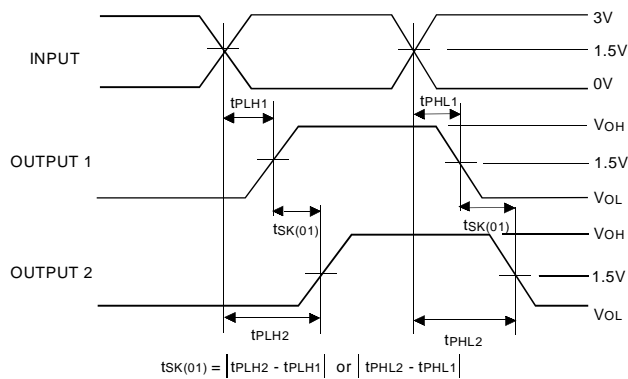 3V
INPUT
1.5V
0V
tPLH1
tPHL1
VOH
OUTPUT 1
1.5V
VOL
tSK(01)
tSK(01)
VOH
OUTPUT 2
1.5V
VOL
tPLH2
tPHL2
tSK(01) = |tPLH2 - tPLH1| or |tPHL2 - tPHL1|